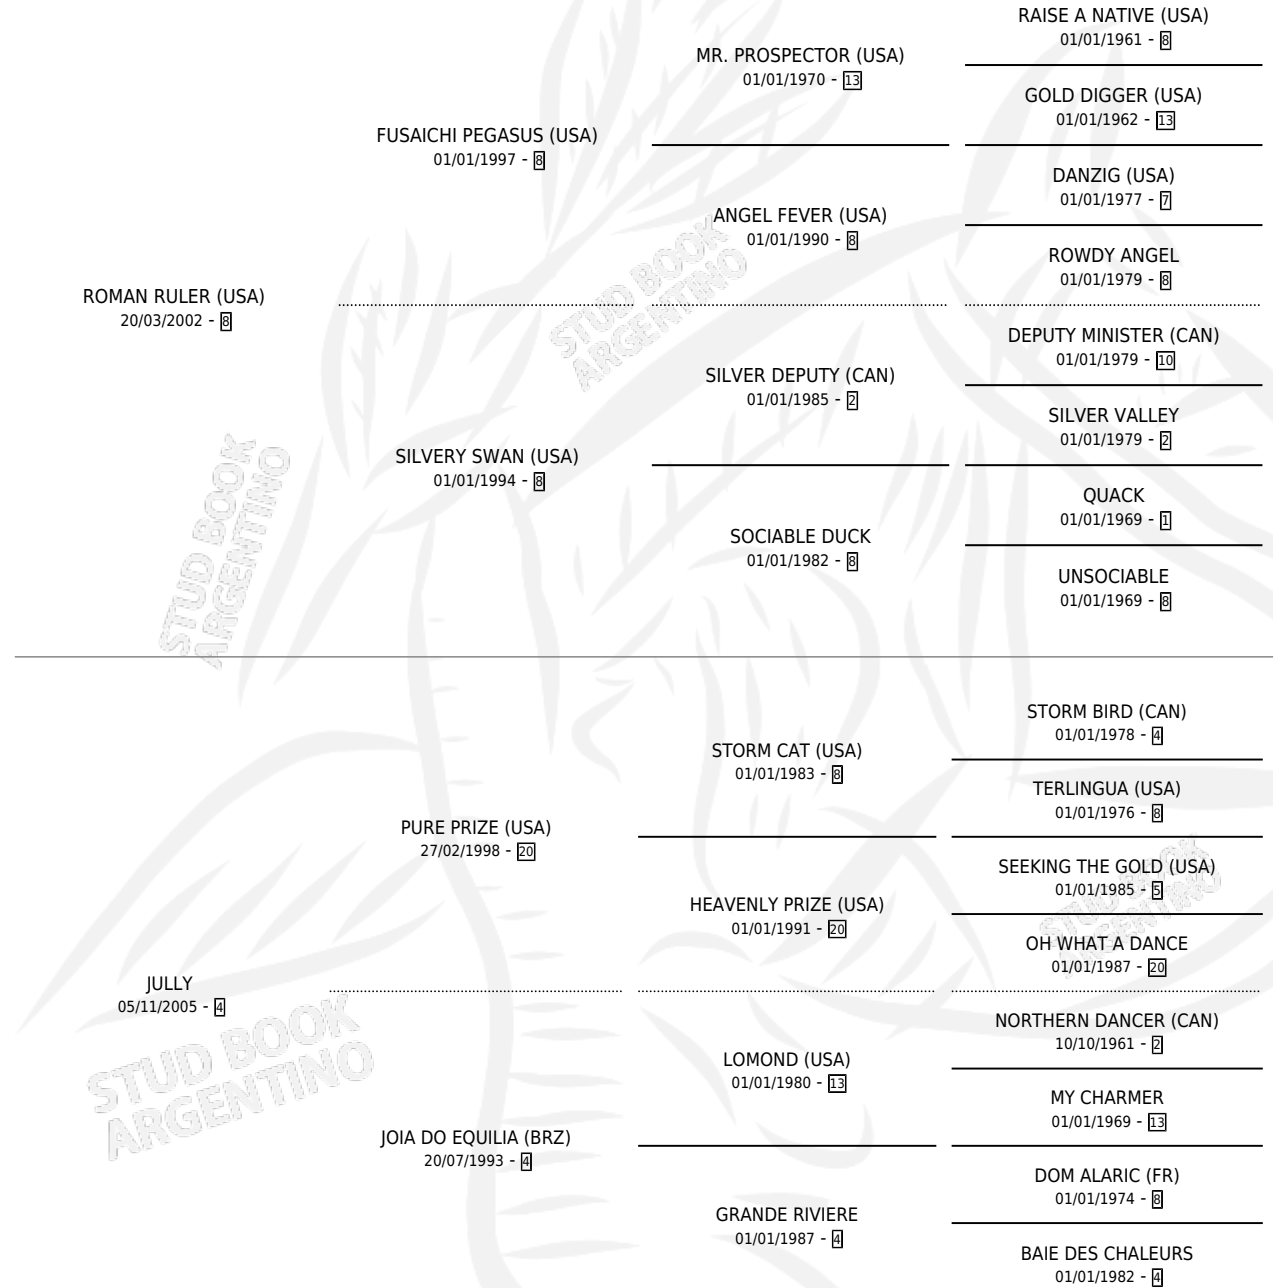 RAISE A NATIVE (USA)
01/01/1961 - 8
MR. PROSPECTOR (USA)
01/01/1970 - 13
GOLD DIGGER (USA)
01/01/1962 - 13
FUSAICHI PEGASUS (USA)
01/01/1997 - 8
DANZIG (USA)
01/01/1977 - 7
ANGEL FEVER (USA)
01/01/1990 - 8
ROWDY ANGEL
01/01/1979 - 8
ROMAN RULER (USA)
20/03/2002 - 8
STUD BOOK
ARGENTINO
DEPUTY MINISTER (CAN)
01/01/1979 - 10
SILVER DEPUTY (CAN)
01/01/1985 - 2
SILVER VALLEY
01/01/1979 - 2
SILVERY SWAN (USA)
01/01/1994 - 8
QUACK
01/01/1969 - 1
SOCIABLE DUCK
01/01/1982 - 8
UNSOCIABLE
01/01/1969 - 8
STUD BOOK
ARGENTINO
STORM BIRD (CAN)
01/01/1978 - 4
STORM CAT (USA)
01/01/1983 - 8
TERLINGUA (USA)
01/01/1976 - 8
PURE PRIZE (USA)
27/02/1998 - 20
SEEKING THE GOLD (USA)
01/01/1985 - 5
HEAVENLY PRIZE (USA)
01/01/1991 - 20
OH WHAT A DANCE
01/01/1987 - 20
STUD BOOK
ARGENTINO
JULLY
05/11/2005 - 4
NORTHERN DANCER (CAN)
10/10/1961 - 2
LOMOND (USA)
01/01/1980 - 13
MY CHARMER
01/01/1969 - 13
STUD BOOK
ARGENTINO
JOIA DO EQUILIA (BRZ)
20/07/1993 - 4
DOM ALARIC (FR)
01/01/1974 - 8
GRANDE RIVIERE
01/01/1987 - 4
BAIE DES CHALEURS
01/01/1982 - 4